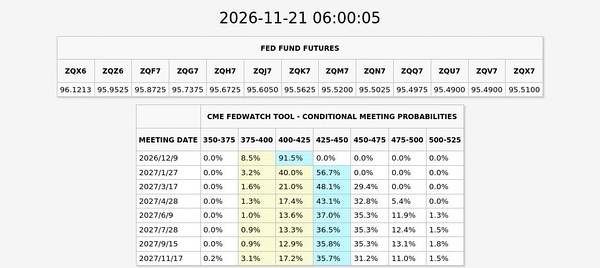 2026-11-21 06:00:05
FED FUND FUTURES
ZQX6 ZQZ6 ZQF7 ZQG7 ZQH7 ZQJ7 ZQK7 ZQM7 ZQN7 ZQQ7 ZQU7 ZQV7 ZQX7
96.1213 95.9525 95.8725 95.7375 95.6725 95.6050 95.5625 95.5200 95.5025 95.4975 95.4900 95.4900 95.5100
CME FEDWATCH TOOL - CONDITIONAL MEETING PROBABILITIES
MEETING DATE 350-375 375-400 400-425 425-450 450-475 475-500 500-525
2026/12/9 0.0% 8.5% 91.5% 0.0% 0.0% 0.0% 0.0%
2027/1/27 0.0% 3.2% 40.0% 56.7% 0.0% 0.0% 0.0%
2027/3/17 0.0% 1.6% 21.0% 48.1% 29.4% 0.0% 0.0%
2027/4/28 0.0% 1.3% 17.4% 43.1% 32.8% 5.4% 0.0%
2027/6/9 0.0% 1.0% 13.6% 37.0% 35.3% 11.9% 1.3%
2027/7/28 0.0% 0.9% 13.3% 36.5% 35.3% 12.4% 1.5%
2027/9/15 0.0% 0.9% 12.9% 35.8% 35.3% 13.1% 1.8%
2027/11/17 0.2% 3.1% 17.2% 35.7% 31.2% 11.0% 1.5%